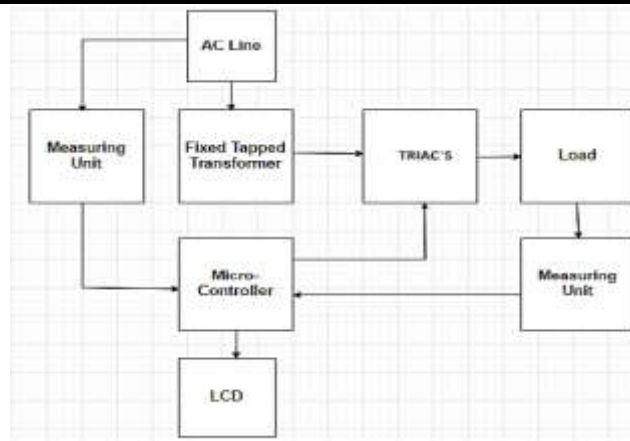 AC Line
Measuring
Unit
Fixed Tapped
Transformer
TRIAC'S
Load
Micro-
Controller
Measuring
Unit
LCD